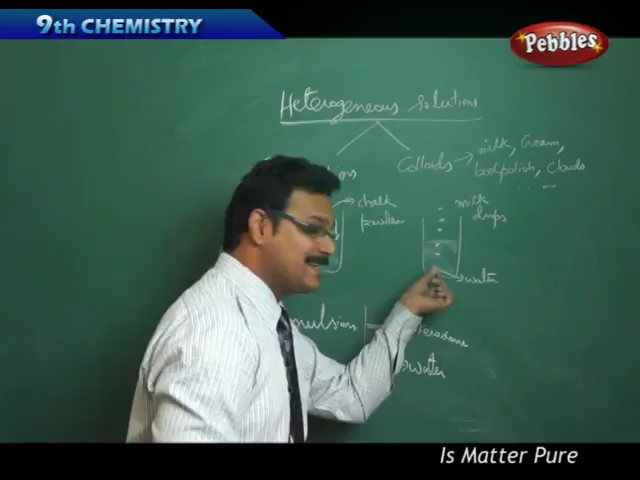 9th CHEMISTRY
Pebbles
Heterogeneous Solutions
Colloids → milk, Cream,
bootpolish, Clouds
chalk
powder
milk
drops
water
water
Is Matter Pure